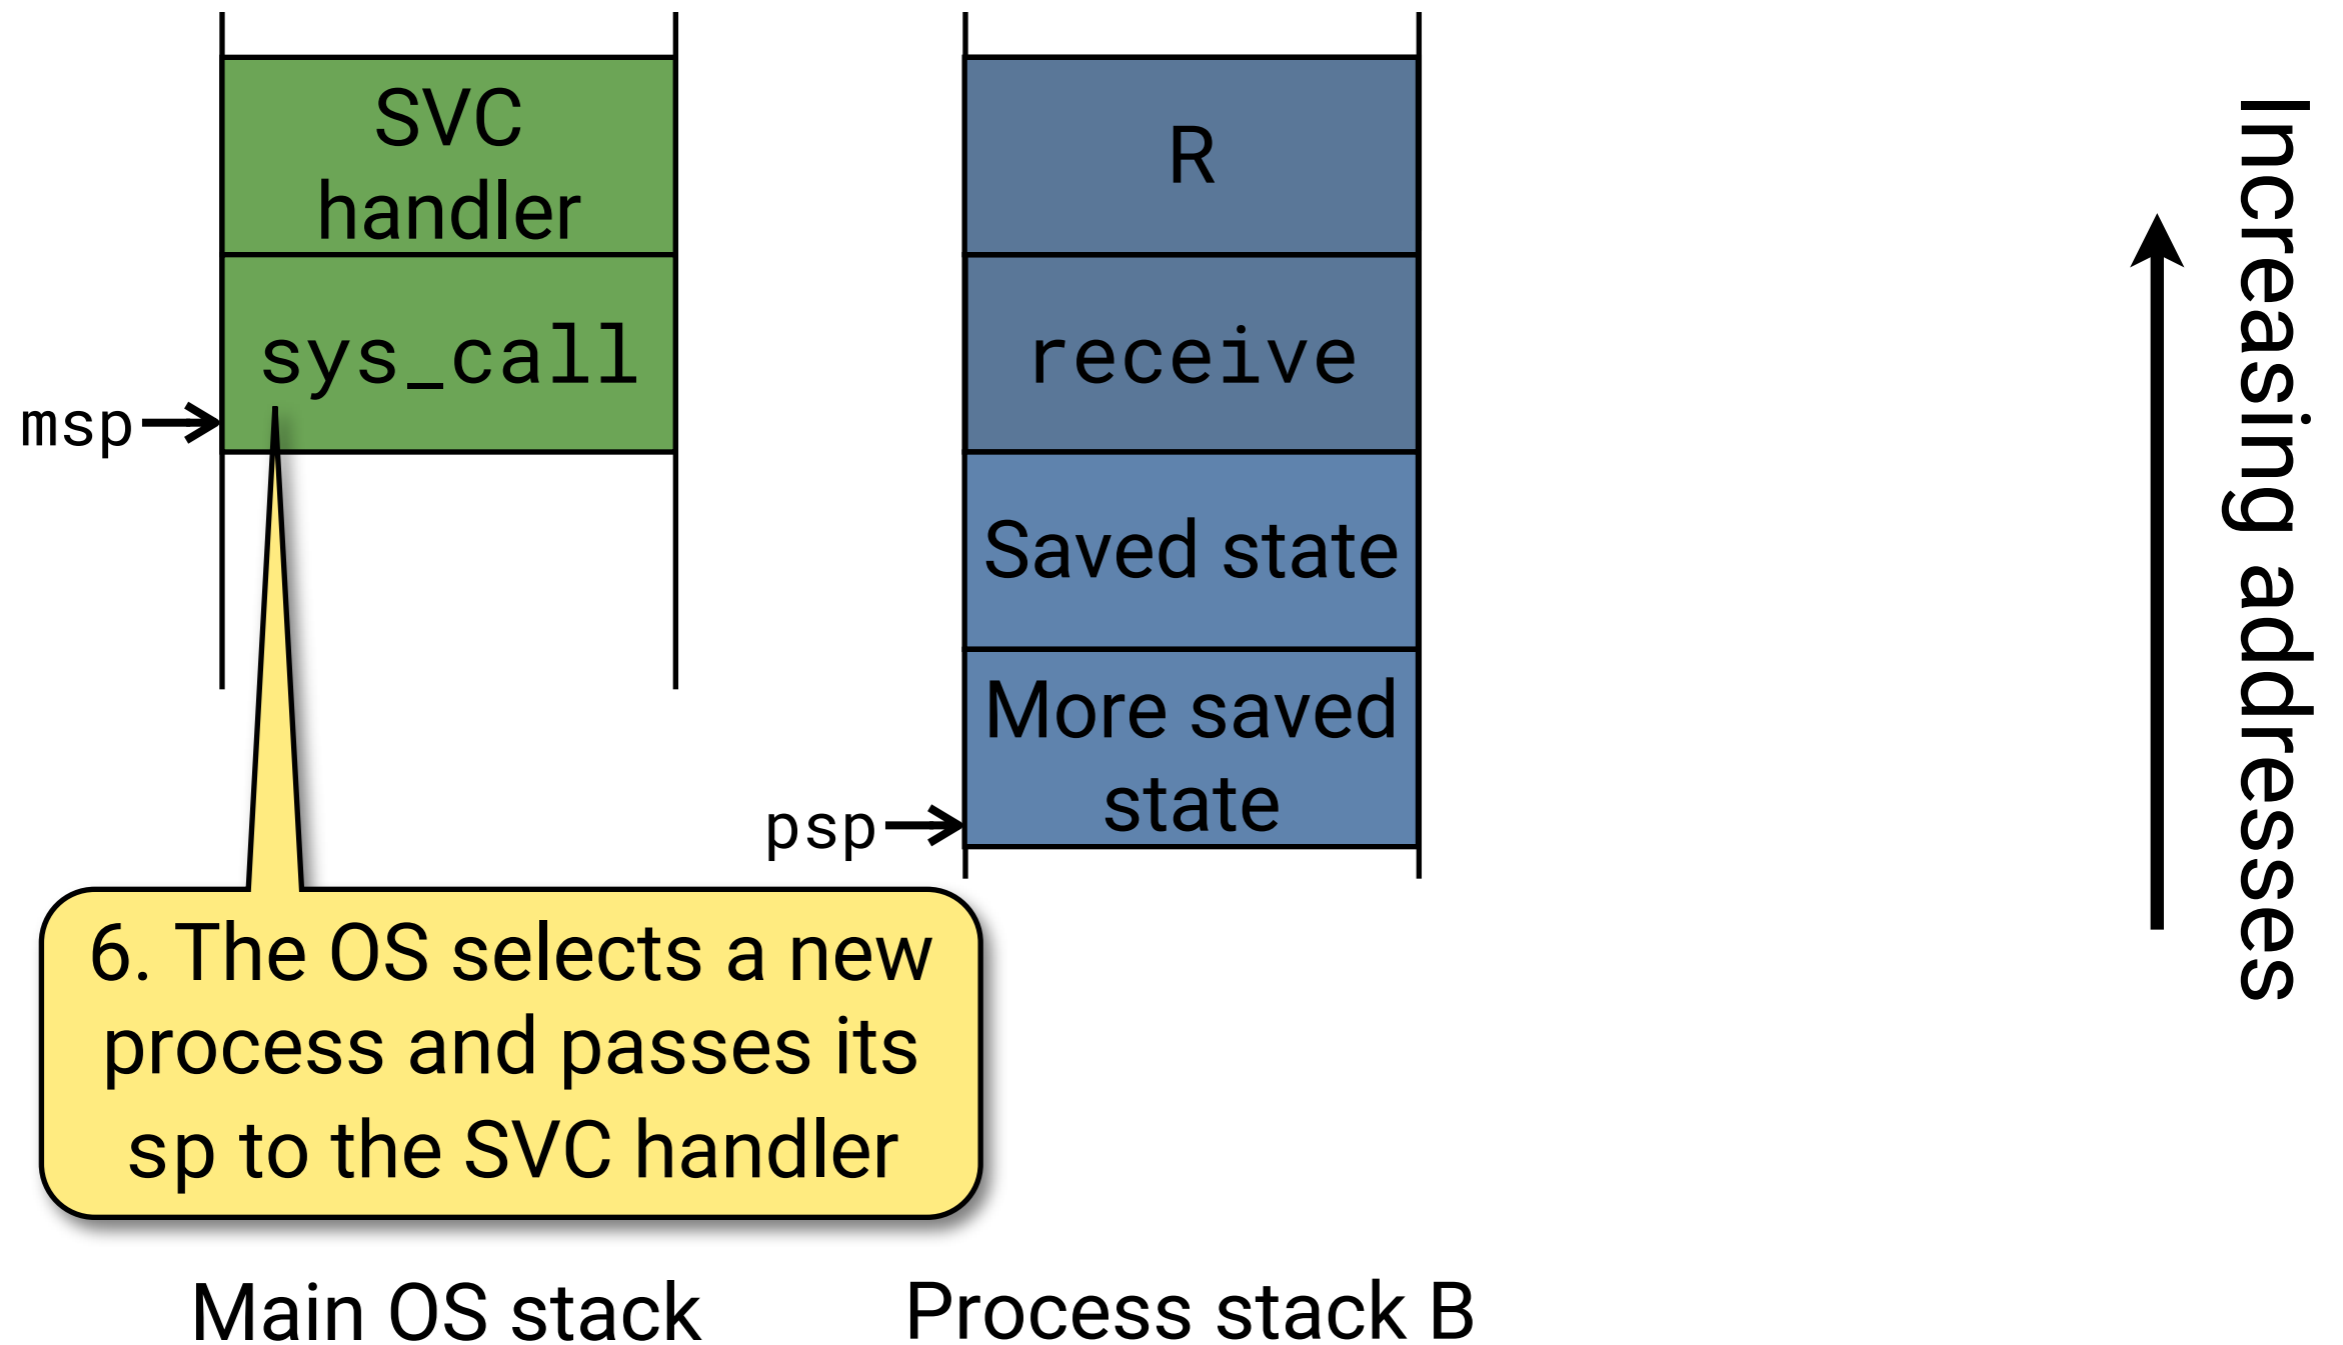 SVC
handler
sys_call
msp
R
receive
Saved state
More saved
state
psp
6. The OS selects a new
process and passes its
sp to the SVC handler
Main OS stack
Process stack B
Increasing addresses